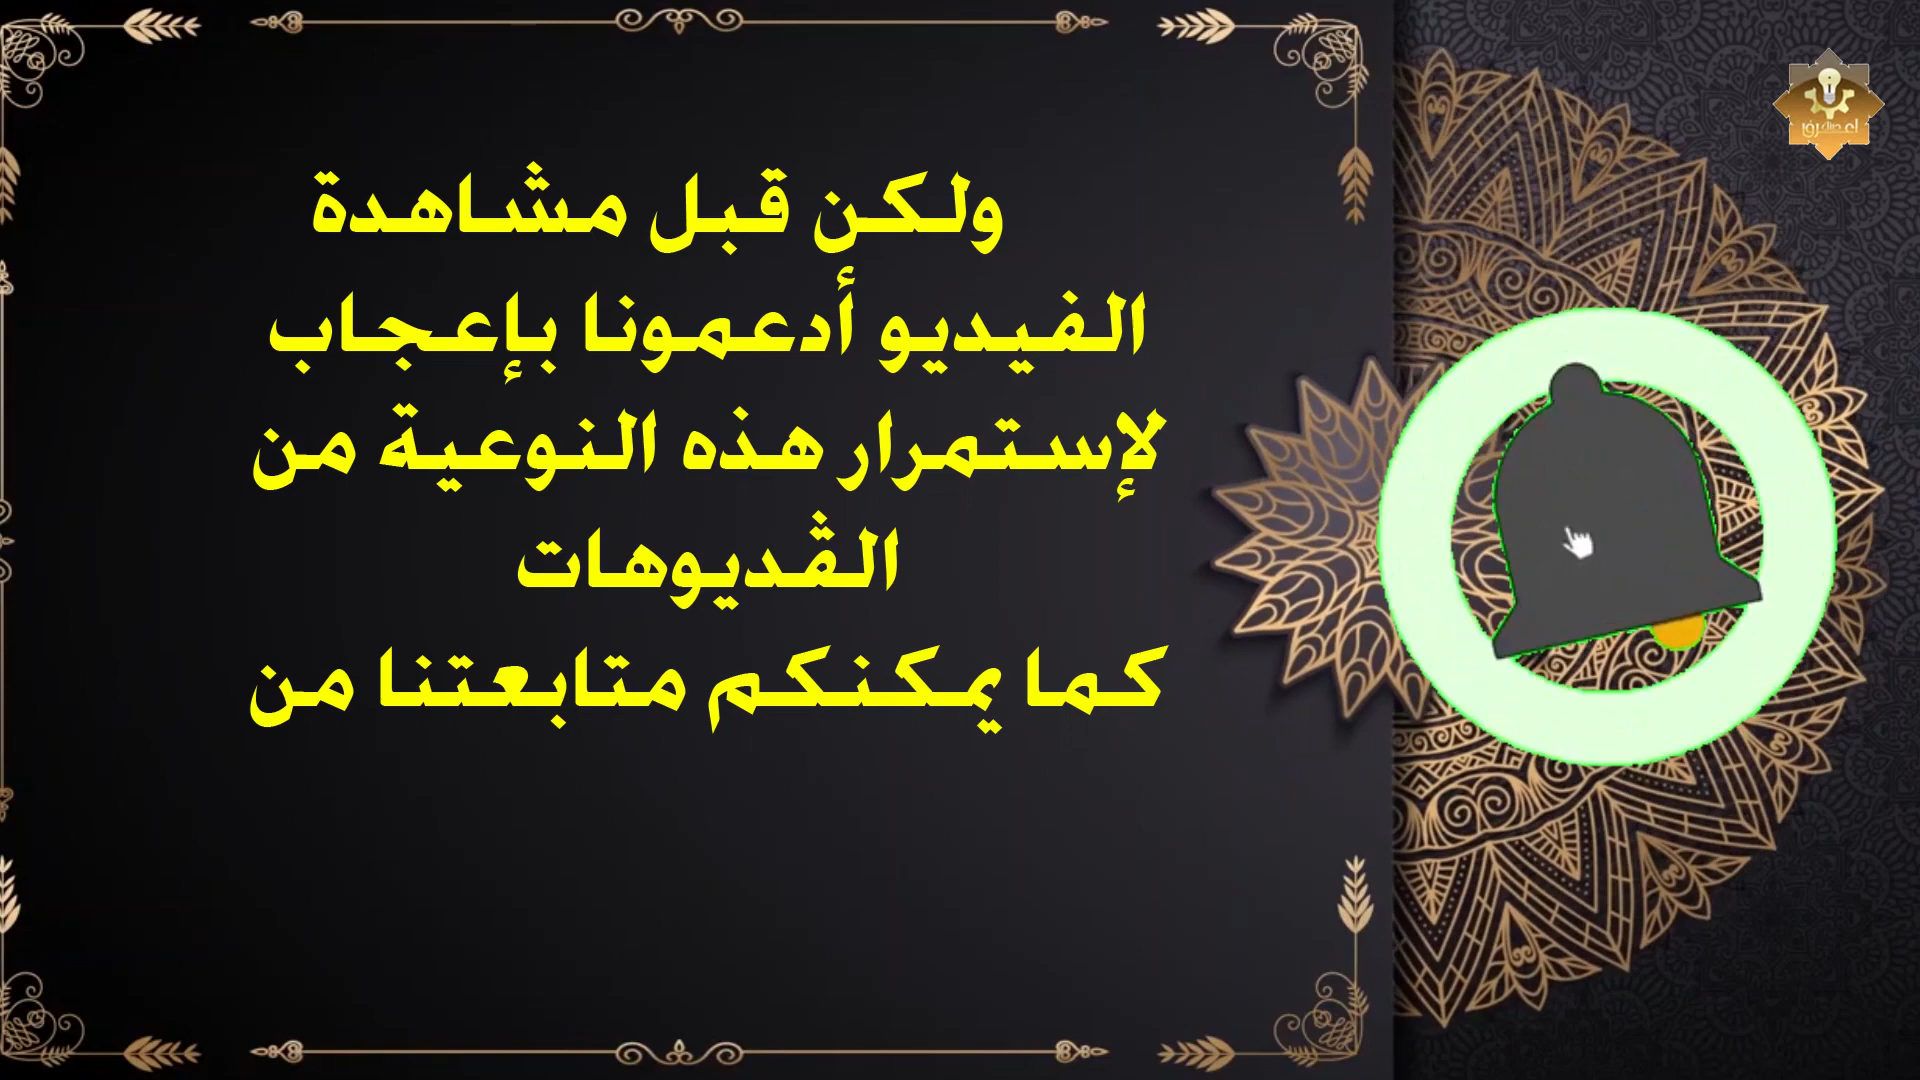 ولكن قبل مشاهدة
الفيديو أدعمونا بإعجاب
لإستمرار هذه النوعية من
الڤديوهات
كما يمكنكم متابعتنا من